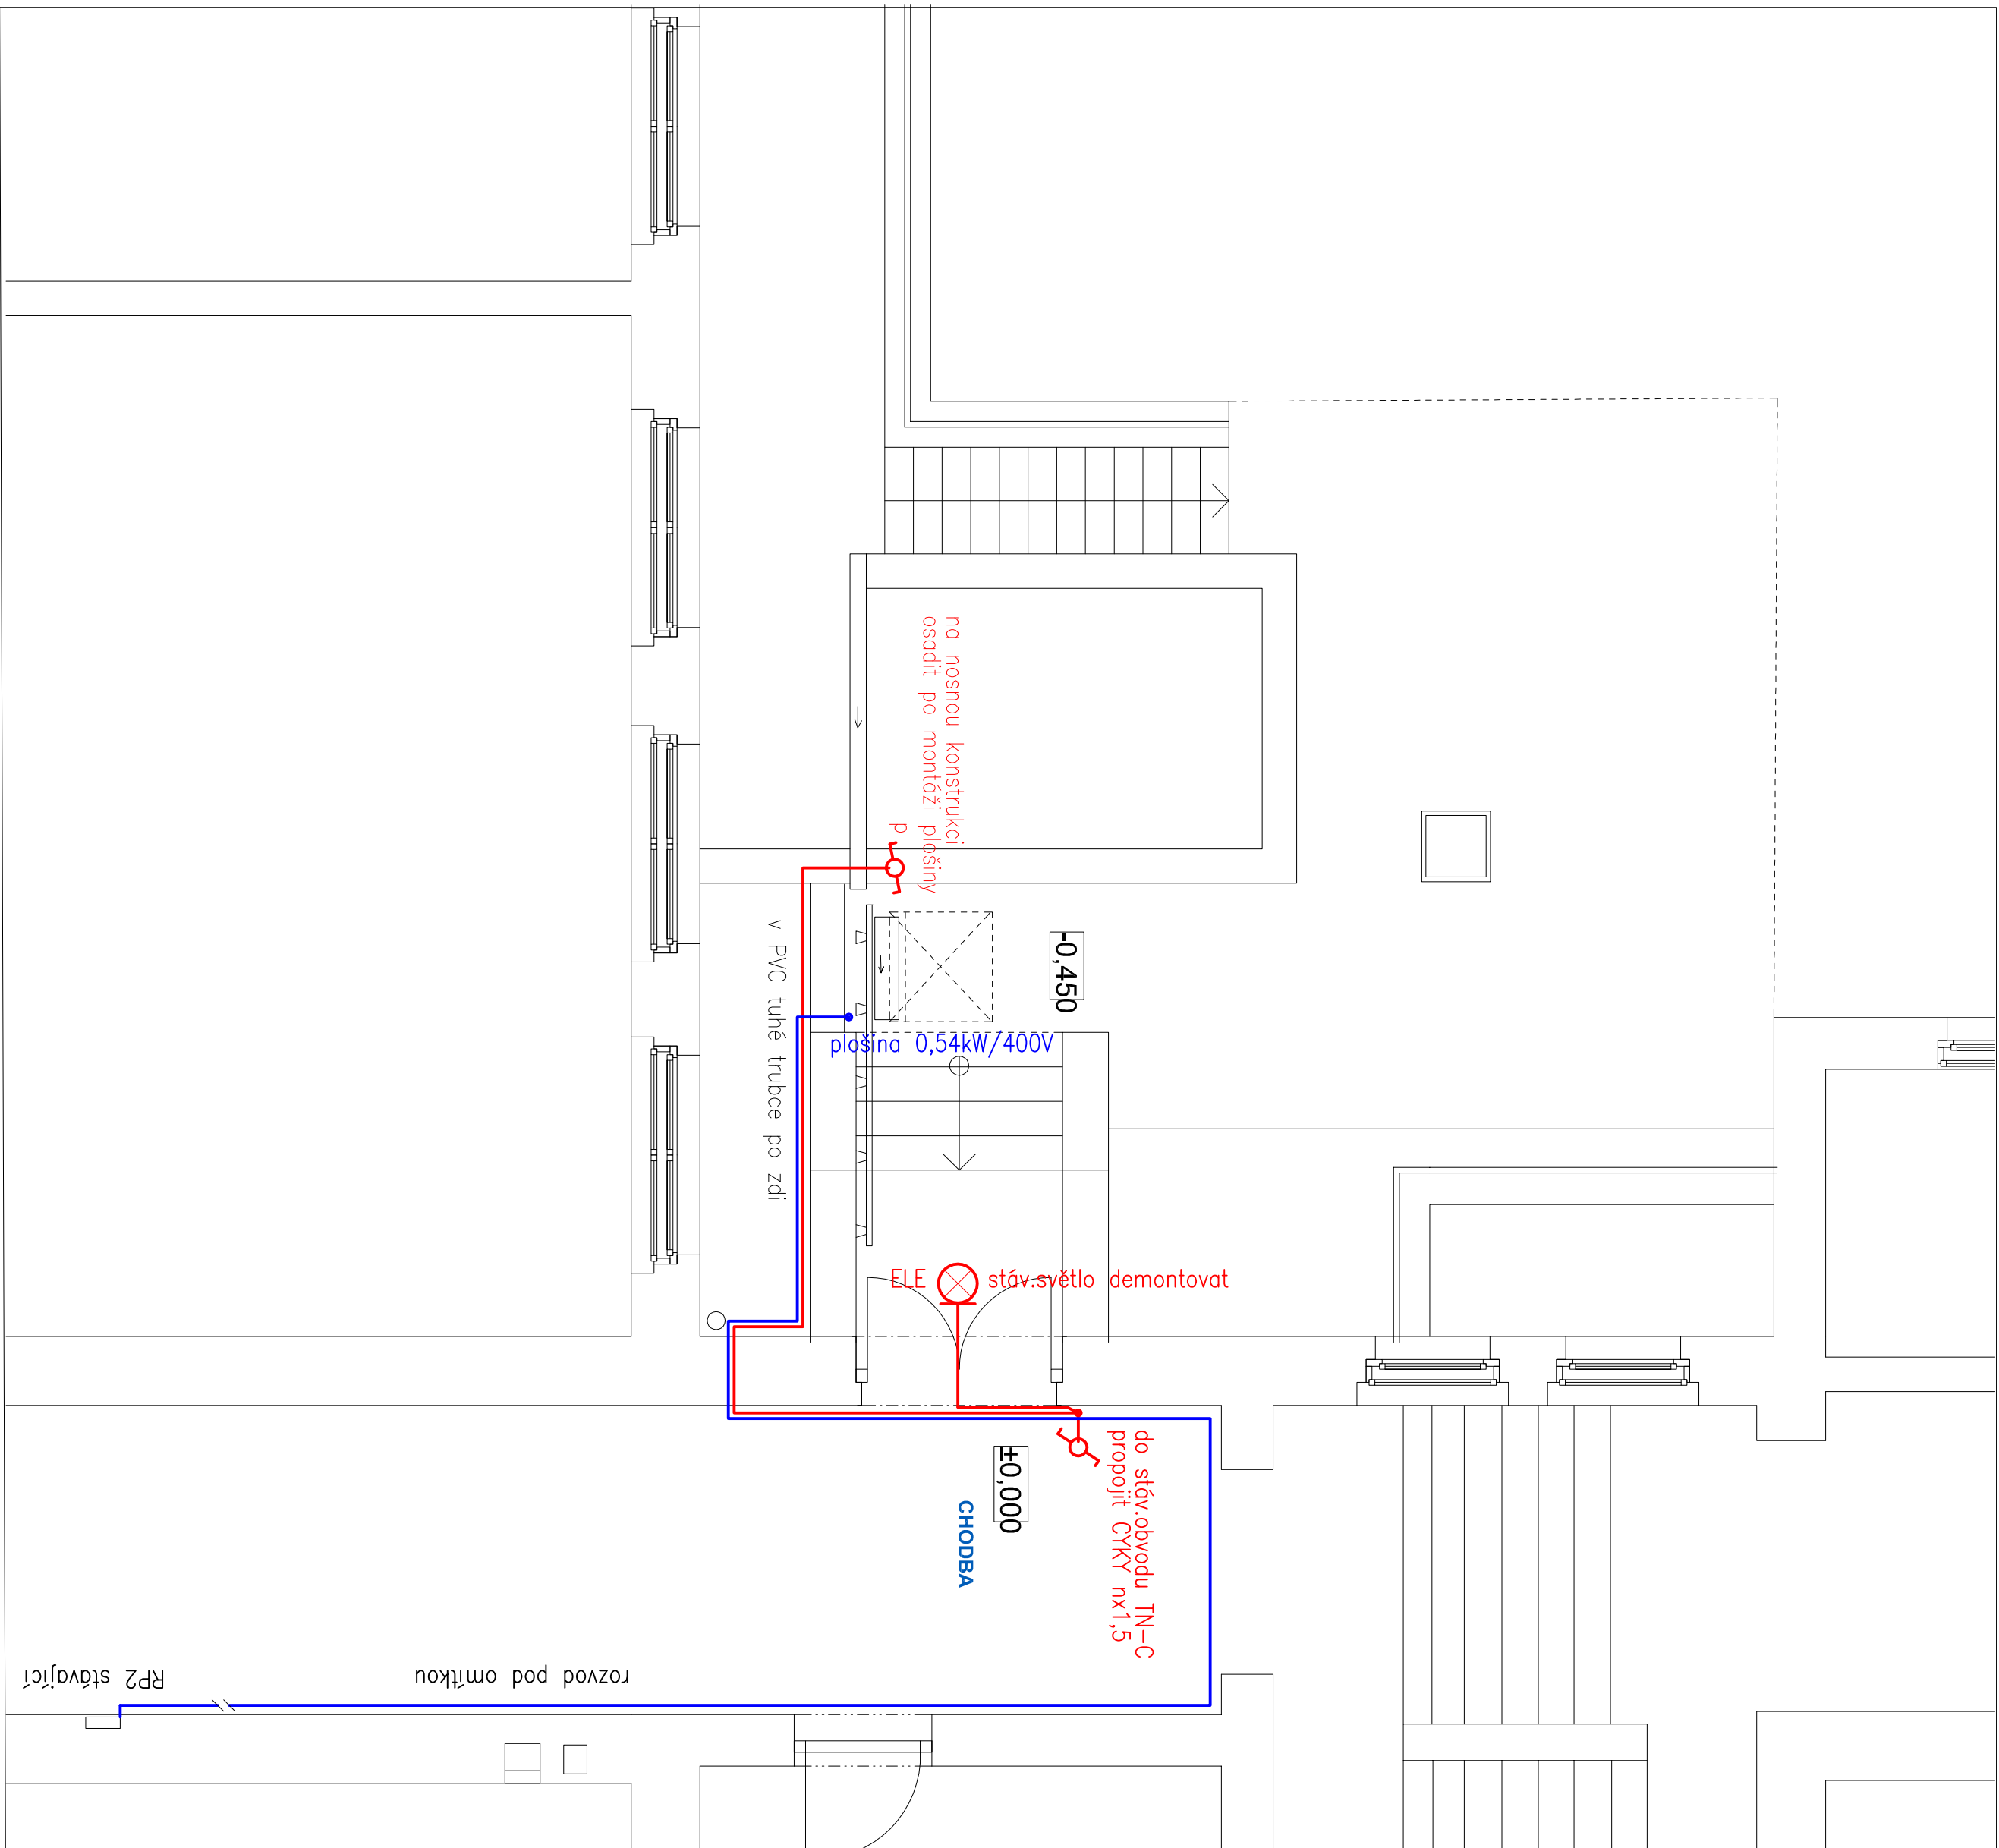 na nosnou konstrukci
osadit po montáži plošiny
p
v PVC tuhé trubce po zdi
-0,450
plošina 0,54kW/400V
ELE
stáv.světlo demontovat
do stáv.obvodu TN-C
propojit CYKY nx1,5
±0,000
CHODBA
rozvod pod omítkou
RP2 stávající